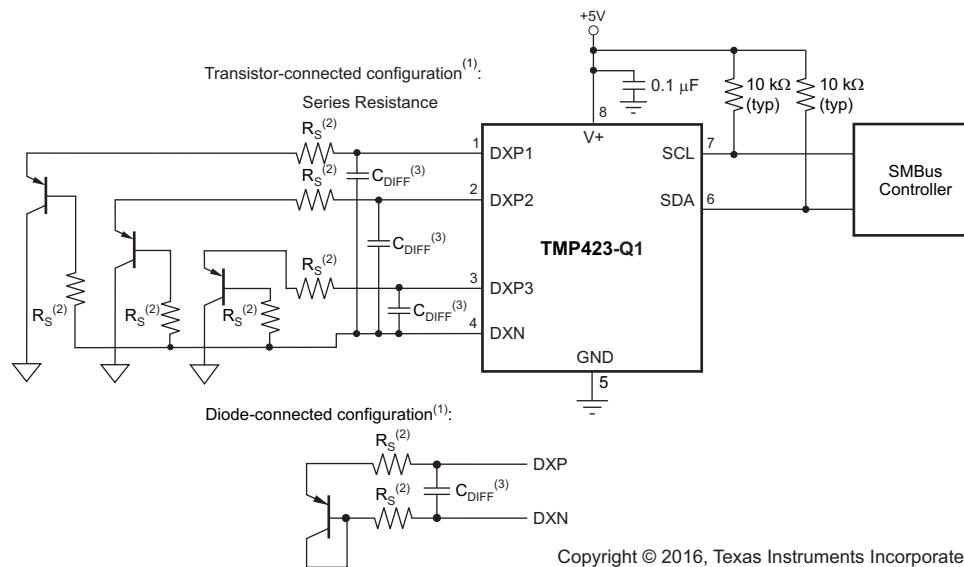 +5V
Transistor-connected configuration(1):
0.1 μF
10 kΩ
(typ)
10 kΩ
(typ)
Series Resistance
8
V+
RS(2)
1
DXP1
SCL
7
SMBus
Controller
CDIFF(3)
RS(2)
2
DXP2
SDA
6
CDIFF(3)
TMP423-Q1
RS(2)
3
DXP3
RS(2)
RS(2)
RS(2)
CDIFF(3)
4
DXN
GND
5
Diode-connected configuration(1):
RS(2)
DXP
CDIFF(3)
RS(2)
DXN
Copyright © 2016, Texas Instruments Incorporate